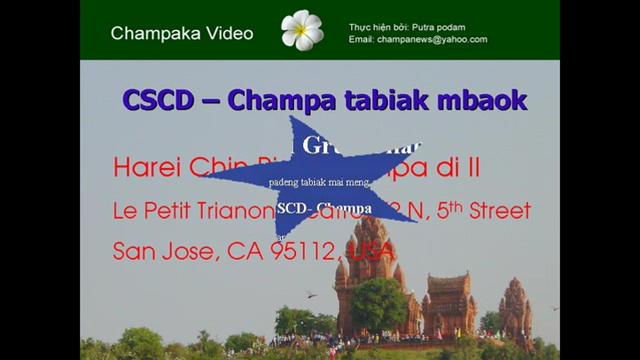 Champaka Video
Thực hiện bởi: Putra podam
Email: champanews@yahoo.com
CSCD – Champa tabiak mbaok
Harei Chin di II
padeng tabiak mai meng
Le Petit Trianon N, 5th Street
SCD- Champa
San Jose, CA 95112, USA